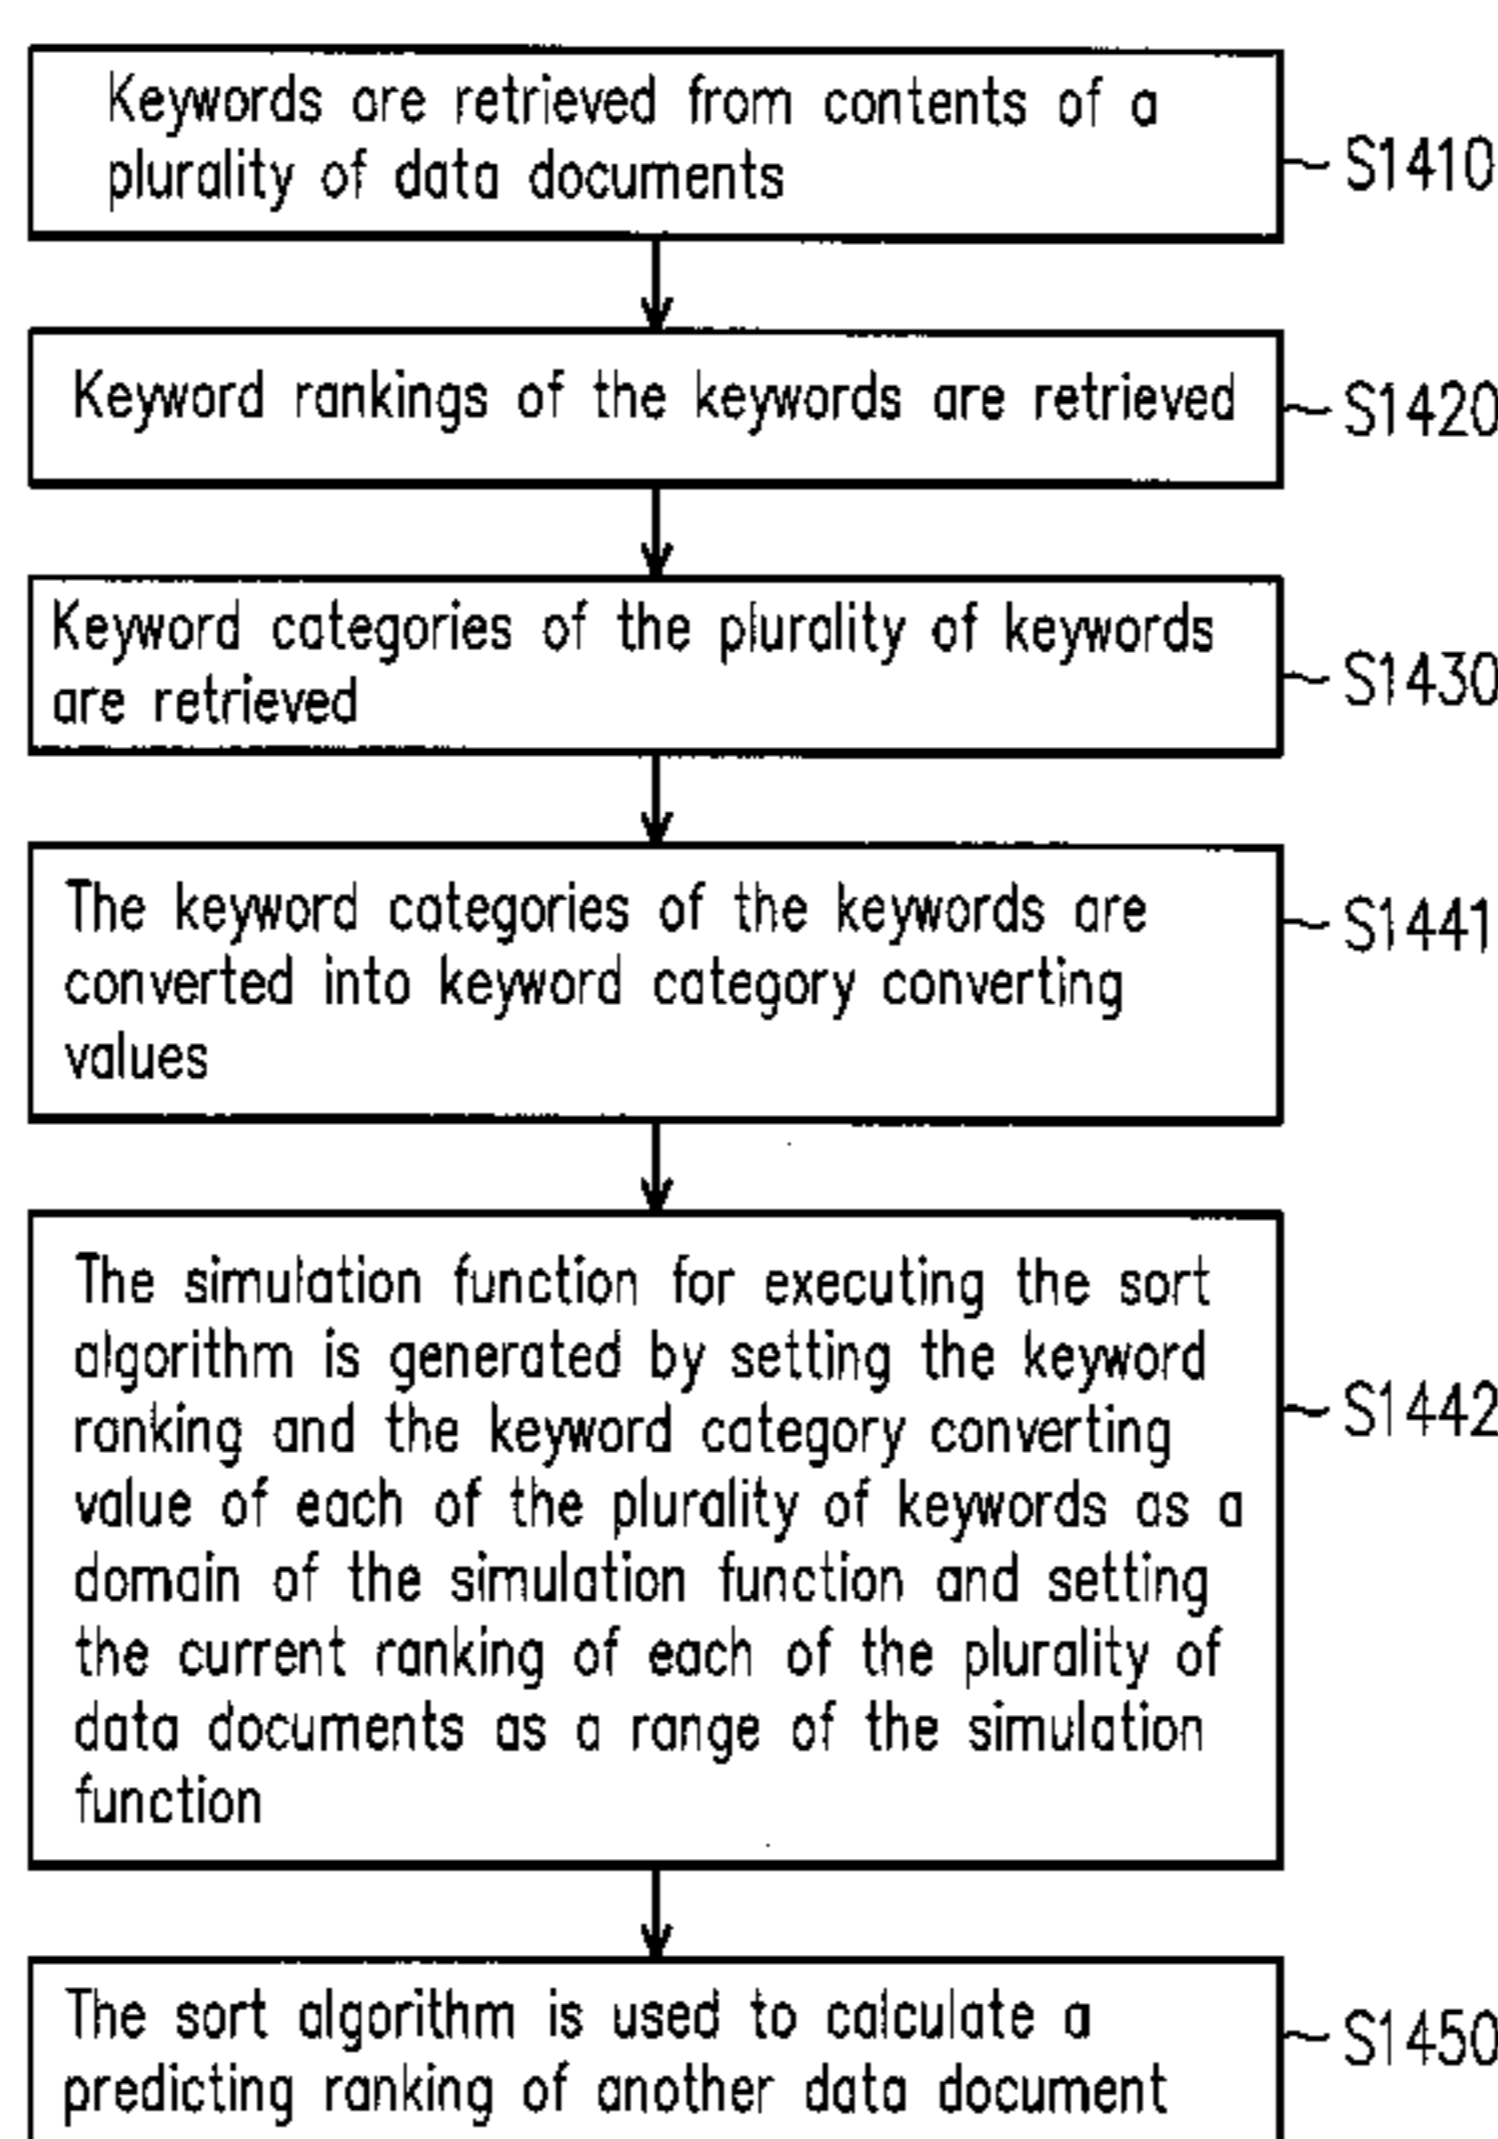 Keywords are retrieved from contents of a
plurality of data documents
S1410
Keyword rankings of the keywords are retrieved
S1420
Keyword categories of the plurality of keywords
are retrieved
S1430
The keyword categories of the keywords are
converted into keyword category converting
values
S1441
The simulation function for executing the sort
algorithm is generated by setting the keyword
ranking and the keyword category converting
value of each of the plurality of keywords as a
domain of the simulation function and setting
the current ranking of each of the plurality of
data documents as a range of the simulation
function
S1442
The sort algorithm is used to calculate a
predicting ranking of another data document
S1450